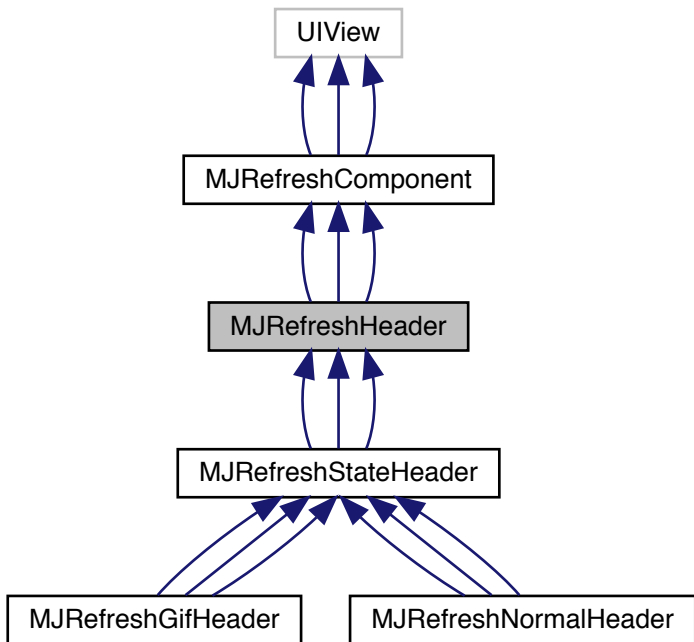 UIView
MJRefreshComponent
MJRefreshHeader
MJRefreshStateHeader
MJRefreshGifHeader
MJRefreshNormalHeader